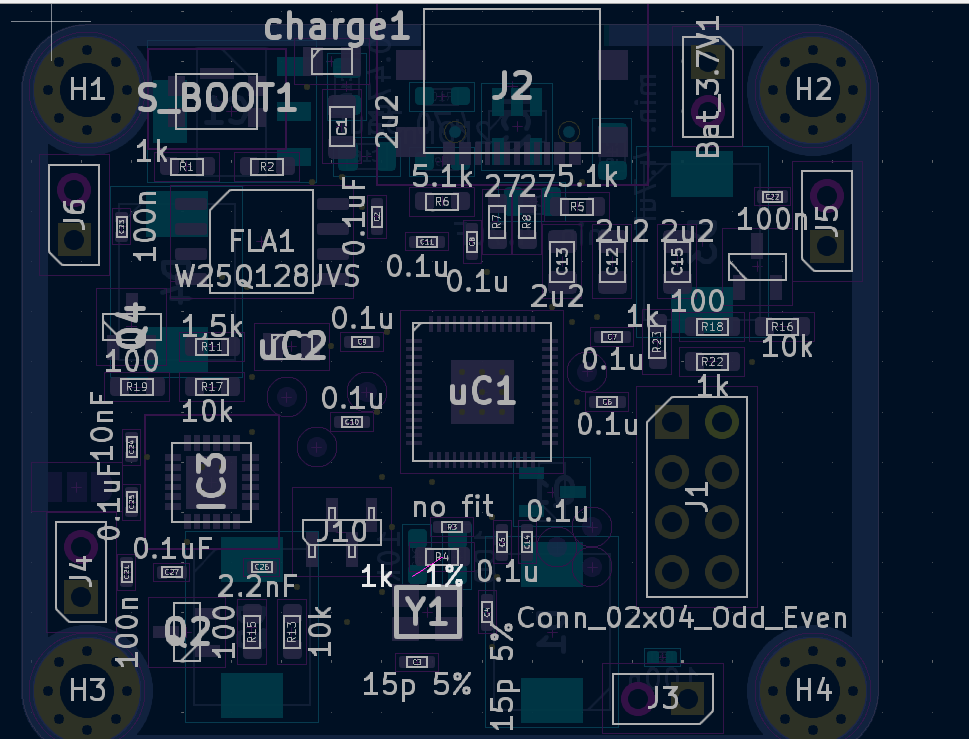 charge1
H1
S_BOOT1
C1
2u2
J2
Bat_3.7V1
H2
1k
R1
R2
5.1k
2727
5.1k
R6
R7
R8
R5
J6
C23
100n
0.1uF
C2
C22
100n
J5
FLA1
W25Q128JVS
C11
0.1u
C8
0.1u
C13
2u2
C12
2u2
C15
2u2
Q4
1,5k
R11
uC2
0.1u
C9
100
R18
R16
10k
1k
R23
C7
0.1u
R22
1k
100
R19
R17
10k
0.1u
C10
uC1
C6
0.1u
10nF
C24
0.1uF
C25
IC3
J10
no fit
R3
0.1u
C5
C14
J1
J4
0.1uF
C21
C27
C26
2.2nF
R4
1k 1%
0.1u
100n
Q2
100
R15
R13
10k
Y1
C4
15p 5%
Conn_02x04_Odd_Even
H3
C3
15p 5%
J3
H4